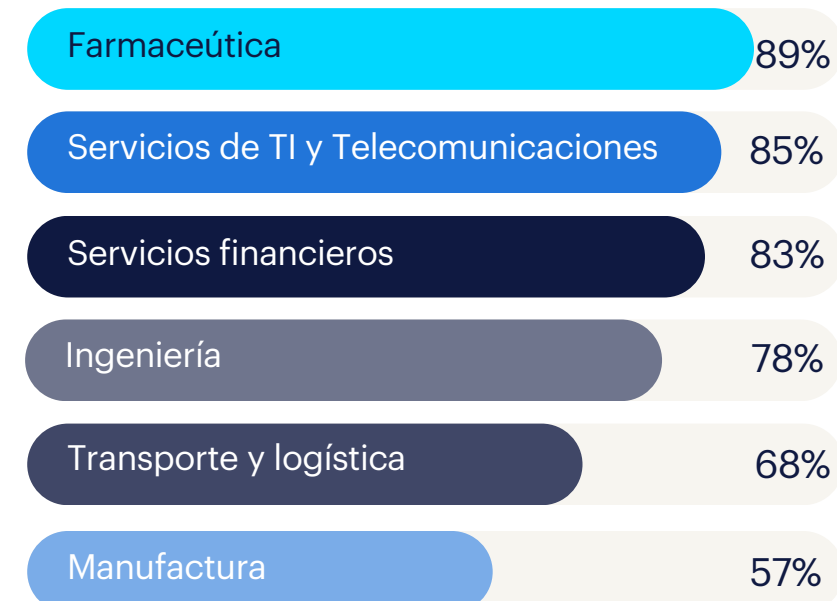 Farmaceútica 89%
Servicios de TI y Telecomunicaciones 85%
Servicios financieros 83%
Ingeniería 78%
Transporte y logística 68%
Manufactura 57%